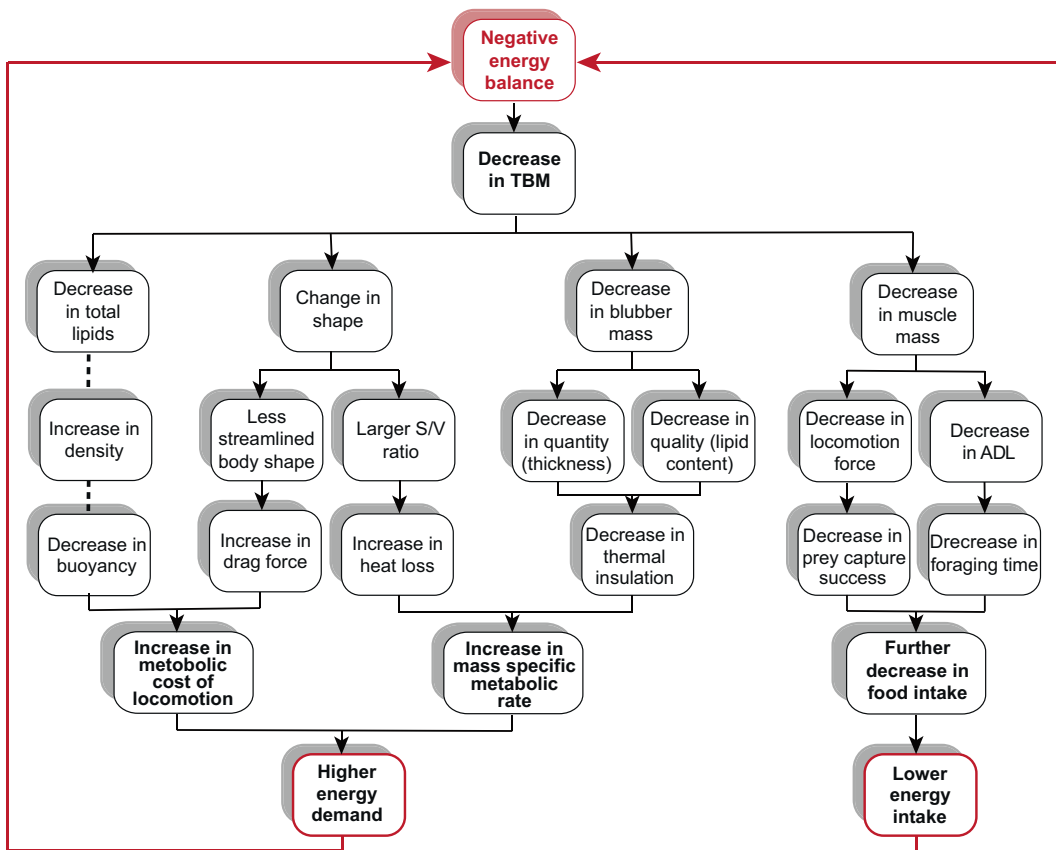 Negative
energy
balance
Decrease
in TBM
Decrease
in total
lipids
Change in
shape
Decrease
in blubber
mass
Decrease
in muscle
mass
Increase in
density
Less
streamlined
body shape
Larger S/V
ratio
Decrease
in quantity
(thickness)
Decrease in
quality (lipid
content)
Decrease in
locomotion
force
Decrease
in ADL
Decrease in
buoyancy
Increase in
drag force
Increase in
heat loss
Decrease in
thermal
insulation
Decrease in
prey capture
success
Drecrease in
foraging time
Increase in
metobolic
cost of
locomotion
Increase in
mass specific
metabolic
rate
Further
decrease in
food intake
Higher
energy
demand
Lower
energy
intake